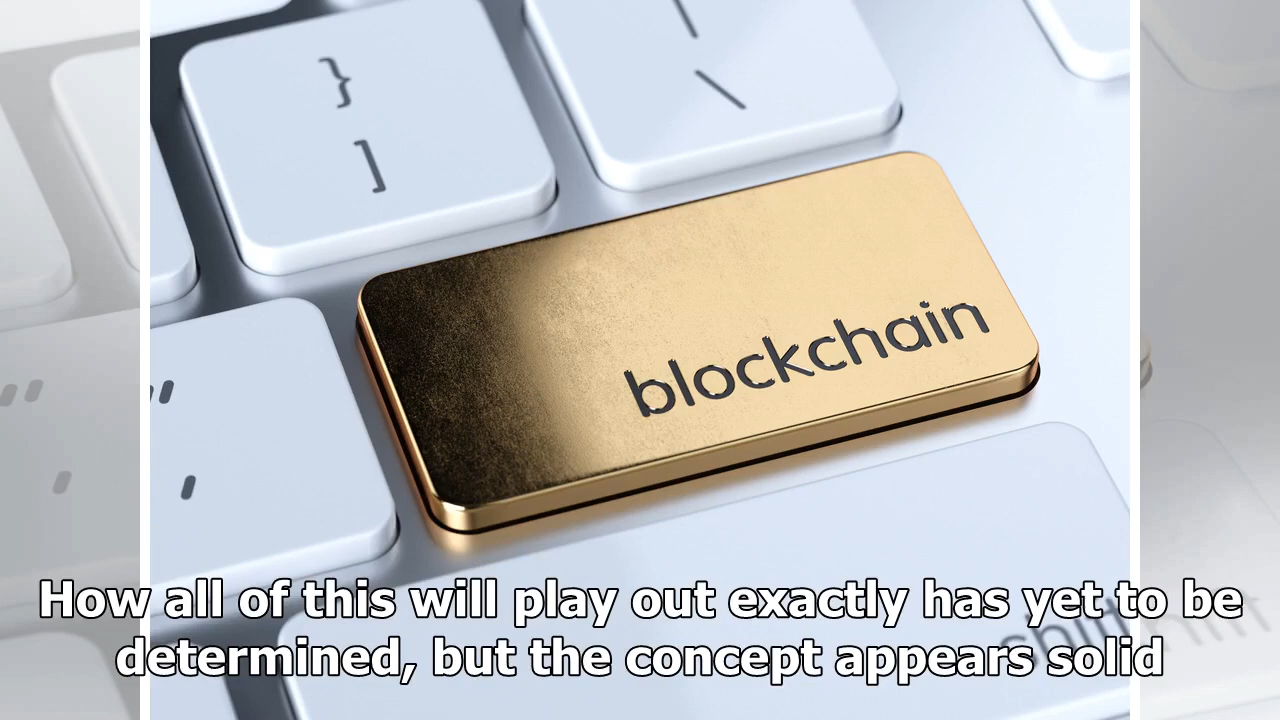 }
]
|
\
"
"
'
'
blockchain
shift
How all of this will play out exactly has yet to be
determined, but the concept appears solid